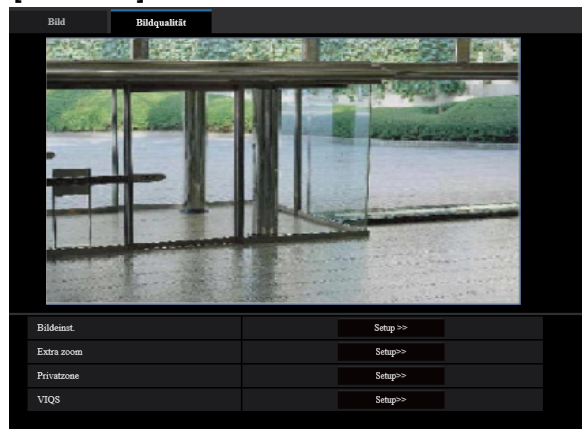 Bild
Bildqualität
Bildeinst.
Setup >>
Extra zoom
Setup>>
Privatzone
Setup>>
VIQS
Setup>>